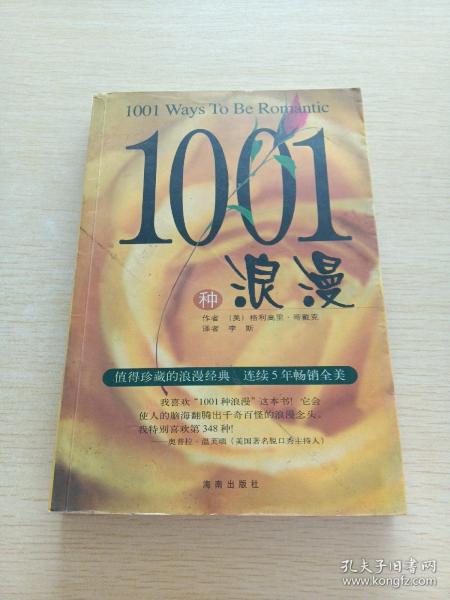 1001 Ways To Be Romantic
1001
种 浪漫
作者 (美) 格利高里·哥戴克
译者 李 斯
值得珍藏的浪漫经典 连续5年畅销全美
我喜欢“1001种浪漫”这本书!它会
使人的脑海翻腾出千奇百怪的浪漫念头。
我特别喜欢第348种!
——奥普拉·温芙瑞(美国著名脱口秀主持人)
海南出版社
孔夫子旧书网
www.kongfz.com